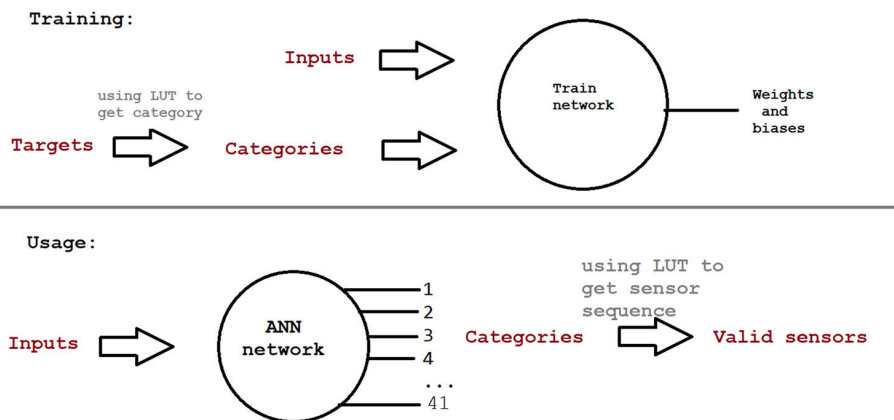 Training:
Inputs
using LUT to
get category
Targets
Categories
Train
network
Weights
and
biases
Usage:
Inputs
ANN
network
1
2
3
4
...
41
Categories
using LUT to
get sensor
sequence
Valid sensors